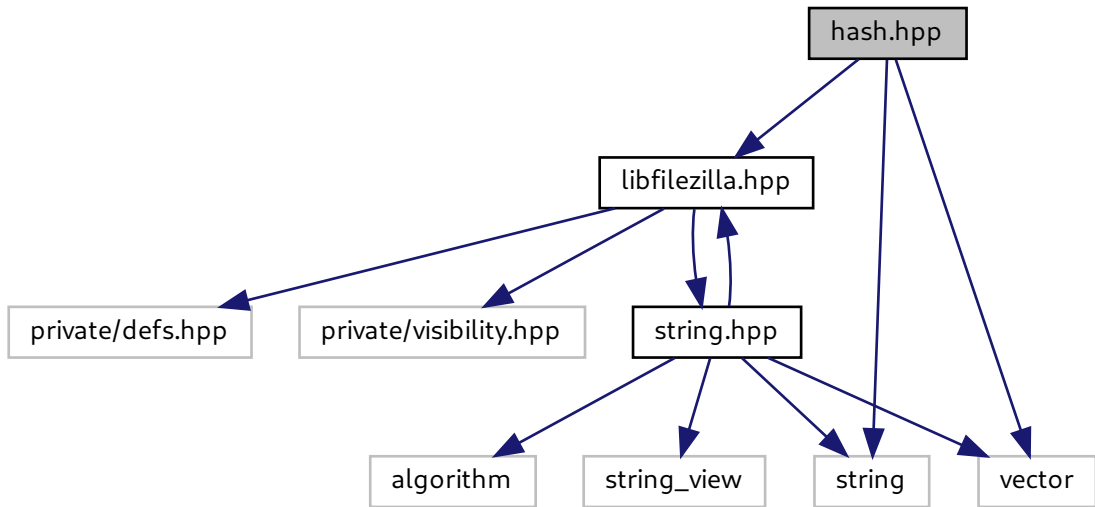 hash.hpp
libfilezilla.hpp
private/defs.hpp
private/visibility.hpp
string.hpp
algorithm
string_view
string
vector